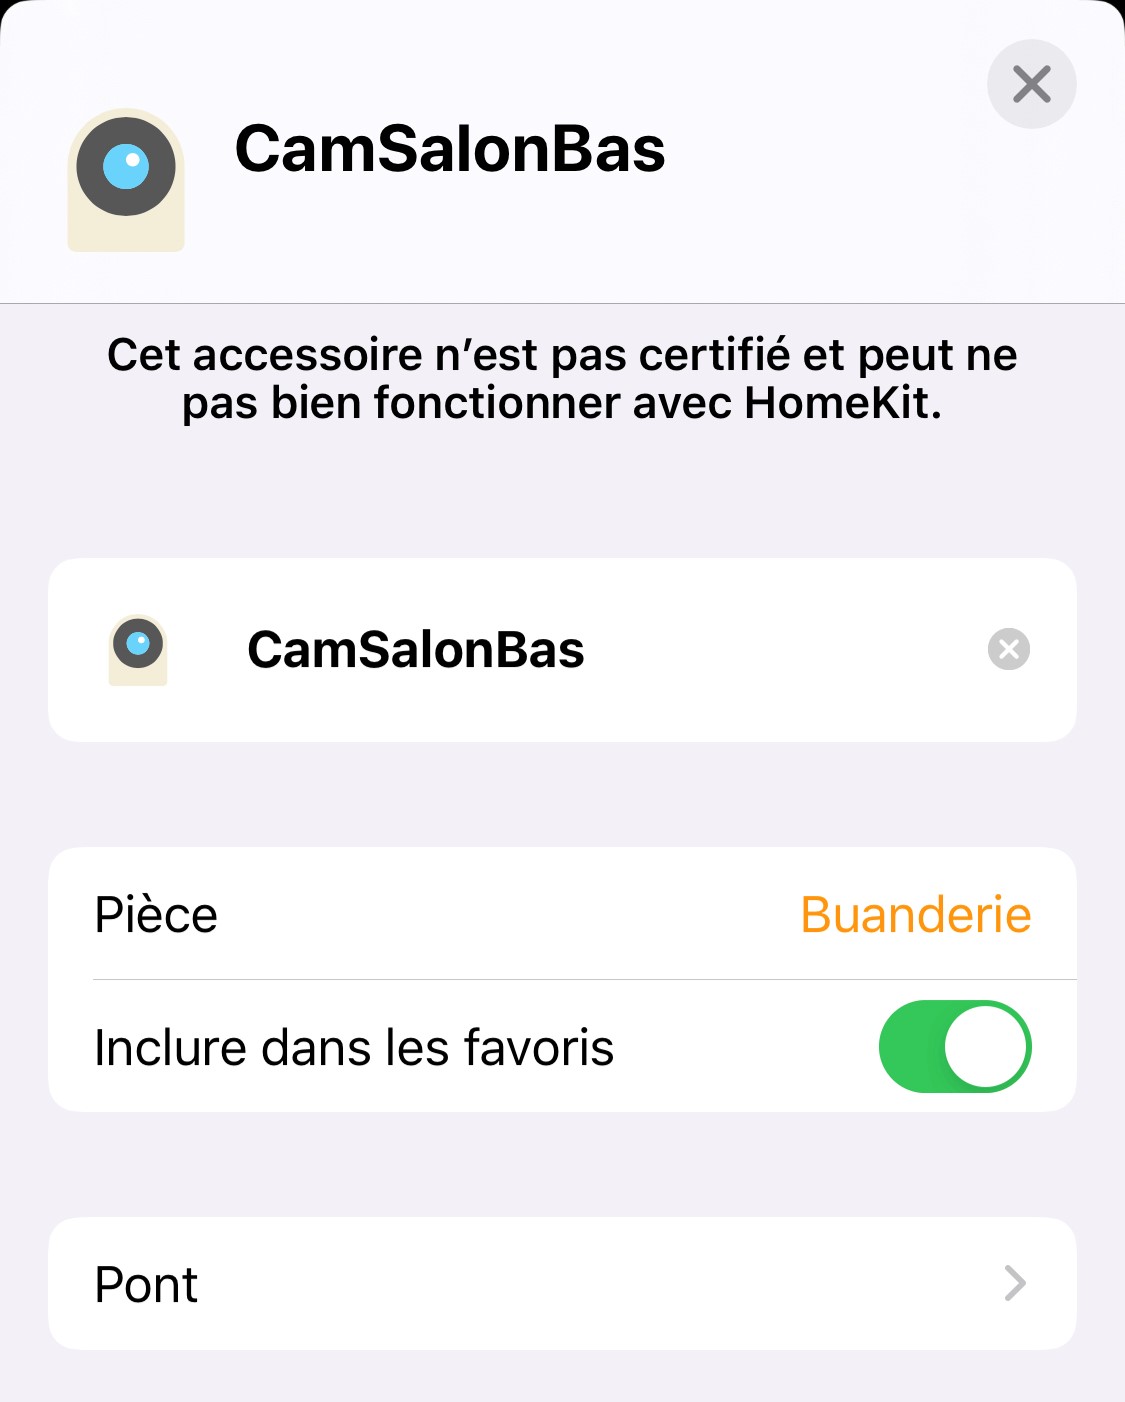 CamSalonBas
Cet accessoire n’est pas certifié et peut ne
pas bien fonctionner avec HomeKit.
CamSalonBas
Pièce
Buanderie
Inclure dans les favoris
Pont